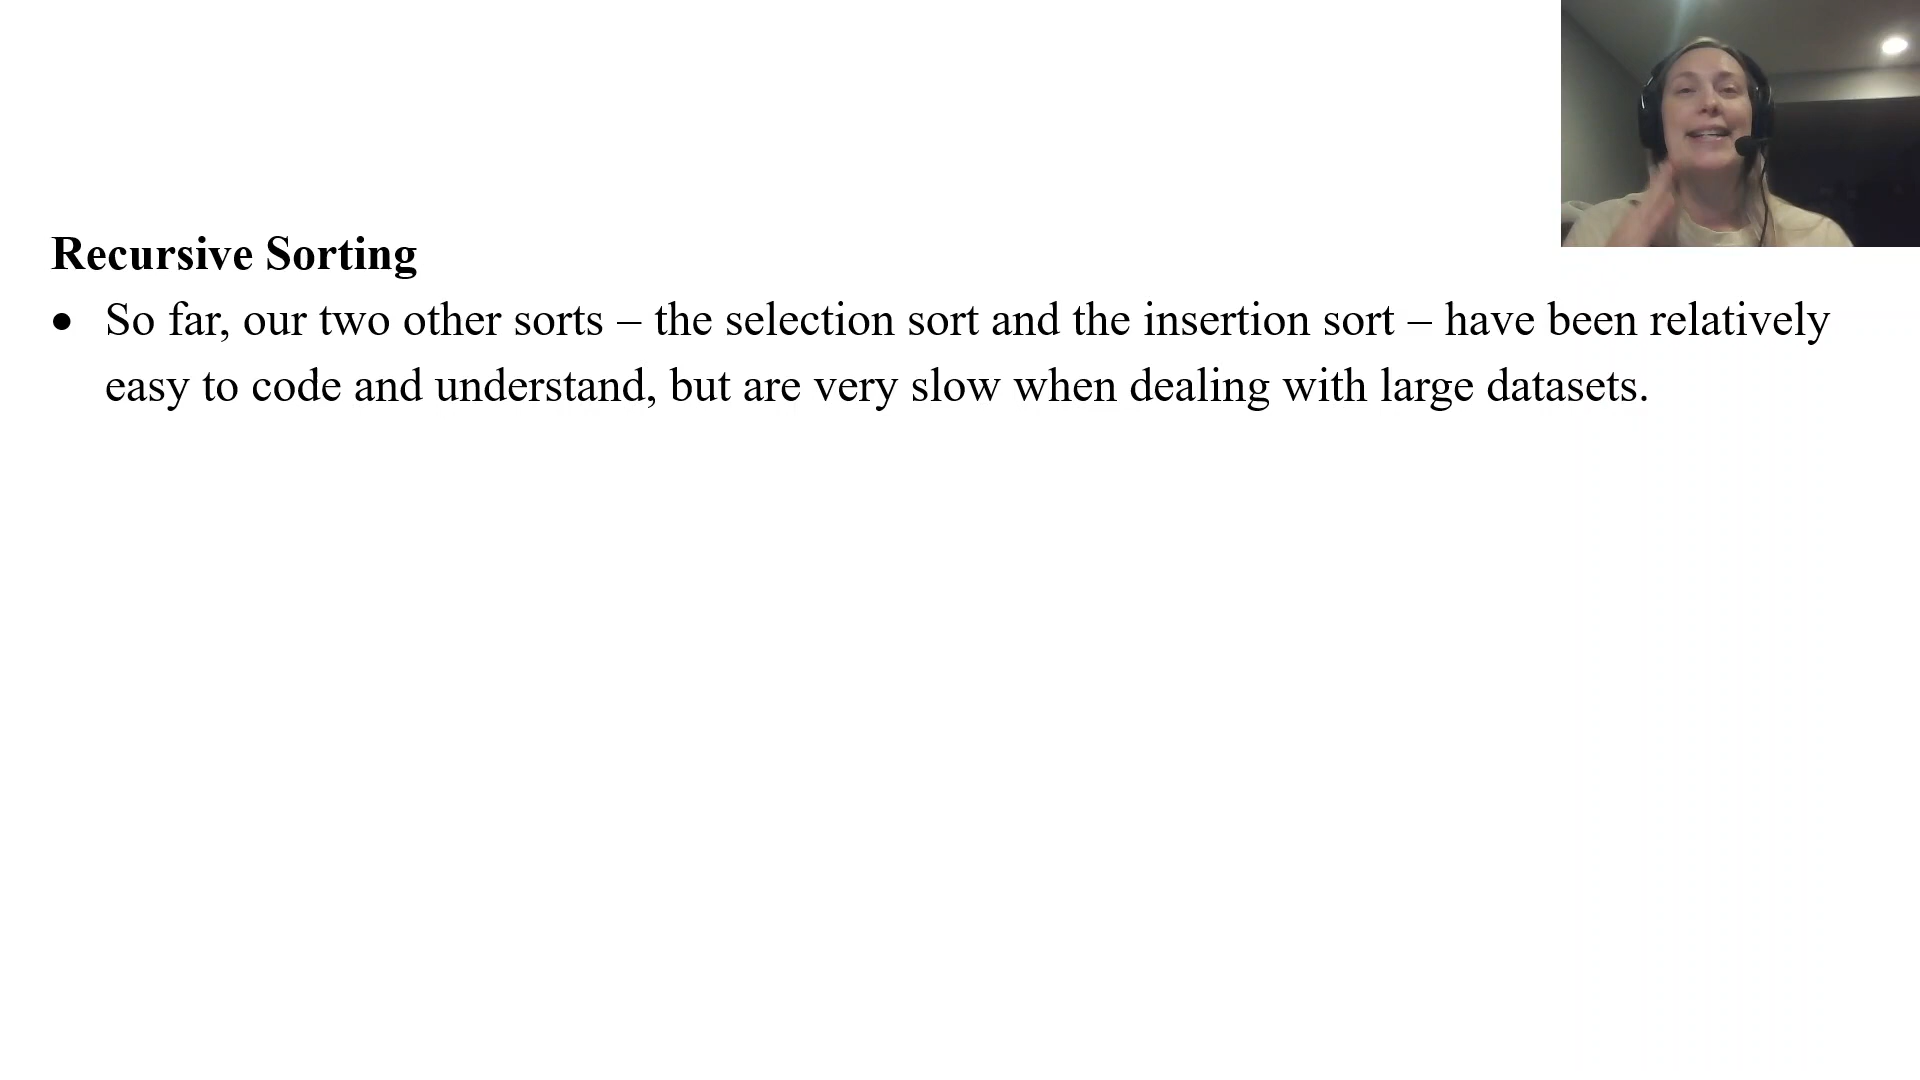 Recursive Sorting
• So far, our two other sorts – the selection sort and the insertion sort – have been relatively
easy to code and understand, but are very slow when dealing with large datasets.